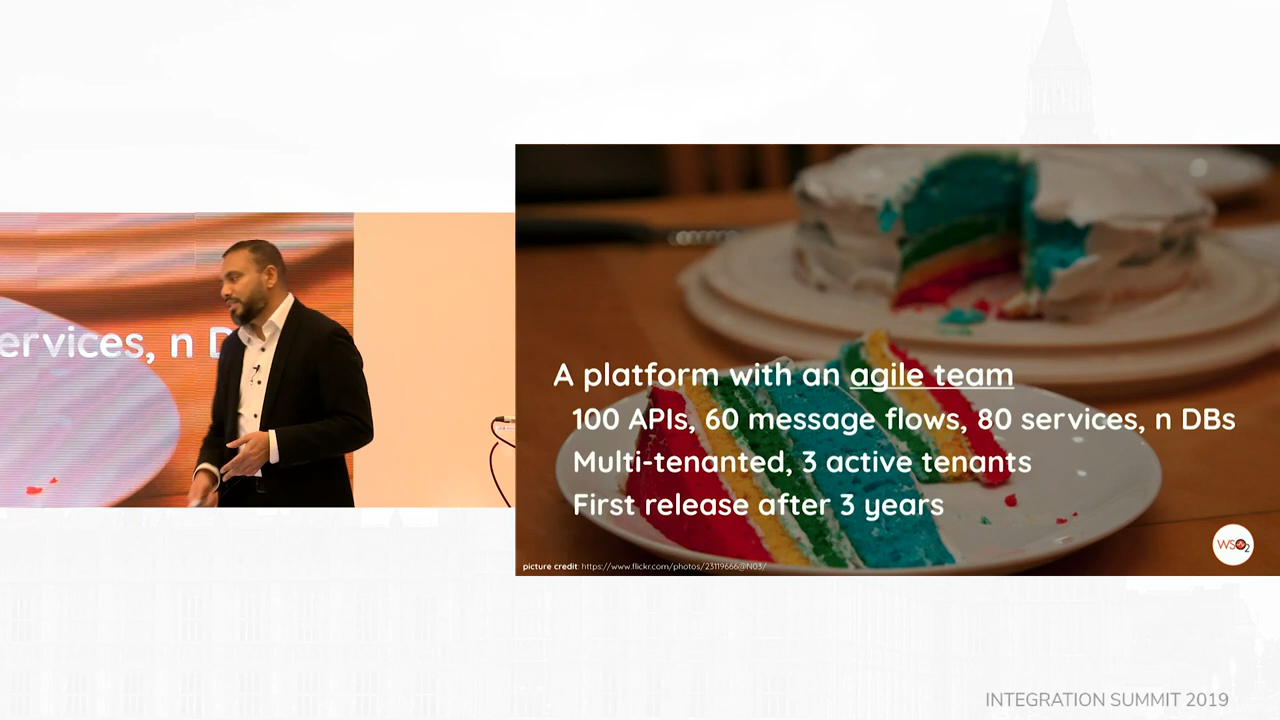 ervices, n D
A platform with an agile team
100 APIs, 60 message flows, 80 services, n DBs
Multi-tenanted, 3 active tenants
First release after 3 years
picture credit: https://www.flickr.com/photos/23119666@N03/
WSO2
INTEGRATION SUMMIT 2019